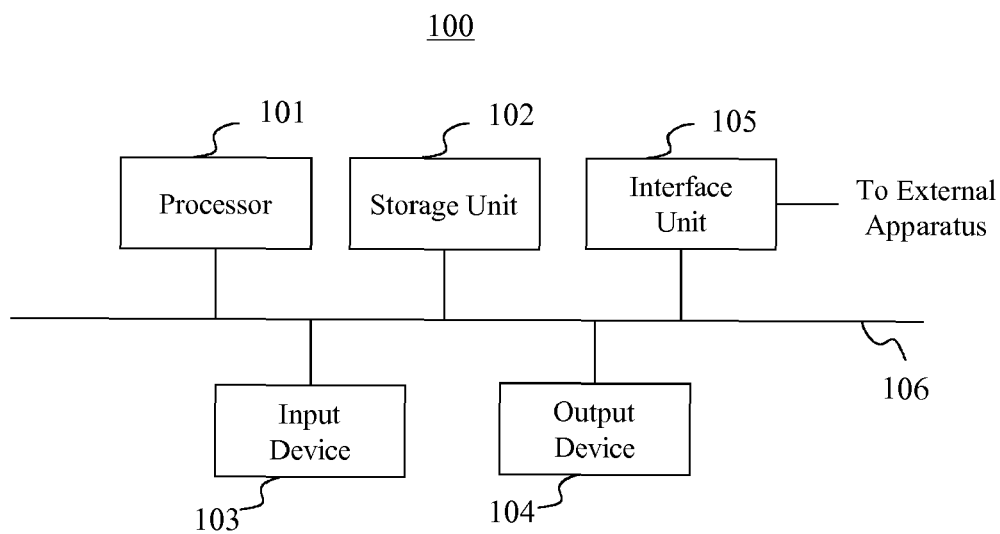 100
101
102
105
Processor
Storage Unit
Interface
Unit
To External
Apparatus
106
Input
Device
Output
Device
103
104